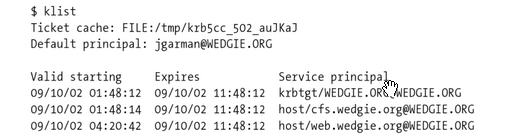 $ klist
Ticket cache: FILE:/tmp/krb5cc_502_auJKaJ
Default principal: jgarman@WEDGIE.ORG
Valid starting Expires Service principal
09/10/02 01:48:12 09/10/02 11:48:12 krbtgt/WEDGIE.ORG WEDGIE.ORG
09/10/02 01:48:14 09/10/02 11:48:12 host/cfs.wedgie.org@WEDGIE.ORG
09/10/02 04:20:42 09/10/02 11:48:12 host/web.wedgie.org@WEDGIE.ORG